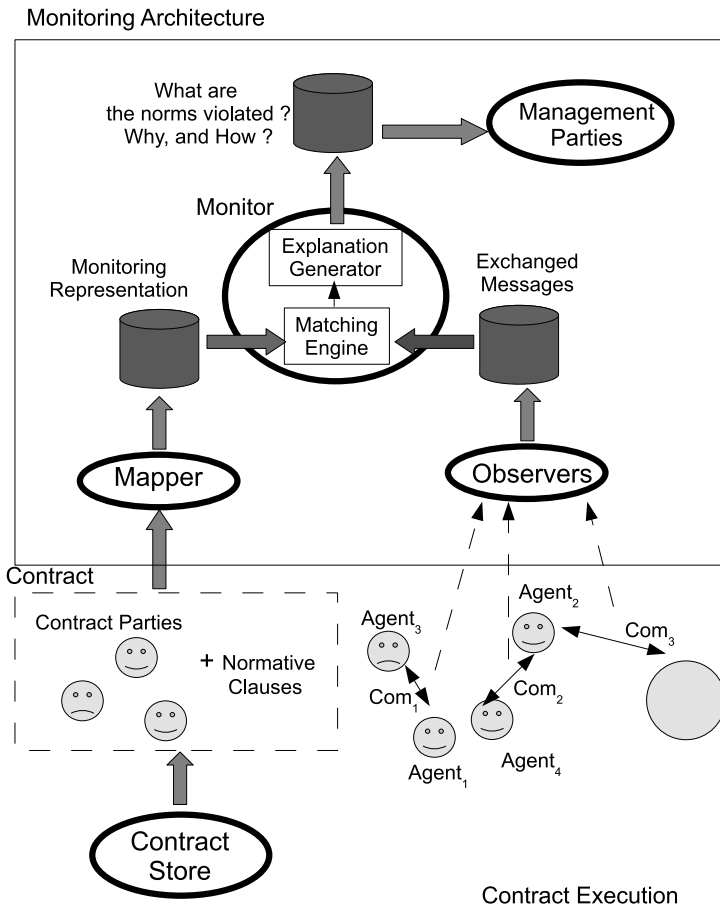 Monitoring Architecture
What are
the norms violated ?
Why, and How ?
Management
Parties
Monitor
Explanation
Generator
Monitoring
Representation
Exchanged
Messages
Matching
Engine
Mapper
Observers
Contract
Contract Parties
+ Normative
Clauses
Agent₃
Agent₂
Com₃
Com₁
Com₂
Agent₁
Agent₄
Contract
Store
Contract Execution